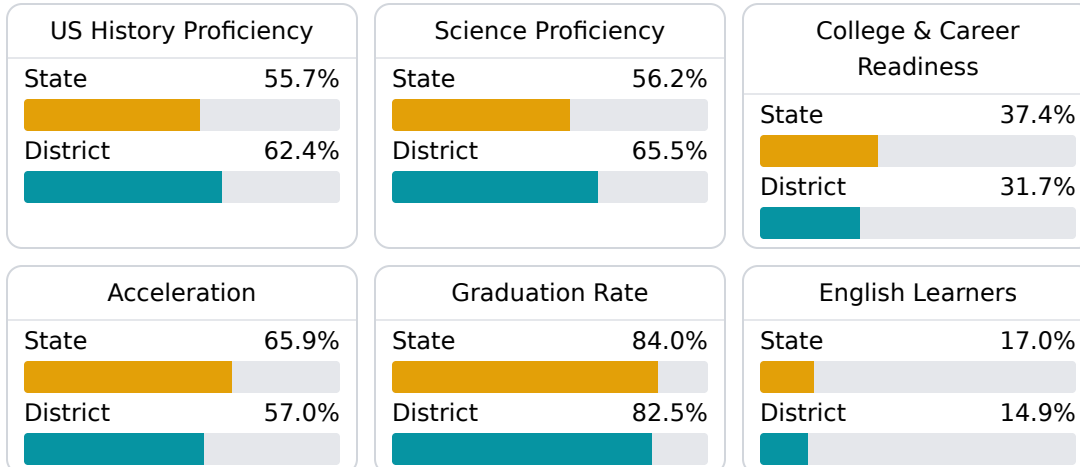 US History Proficiency
State 55.7%
District 62.4%
Science Proficiency
State 56.2%
District 65.5%
College & Career
Readiness
State 37.4%
District 31.7%
Acceleration
State 65.9%
District 57.0%
Graduation Rate
State 84.0%
District 82.5%
English Learners
State 17.0%
District 14.9%